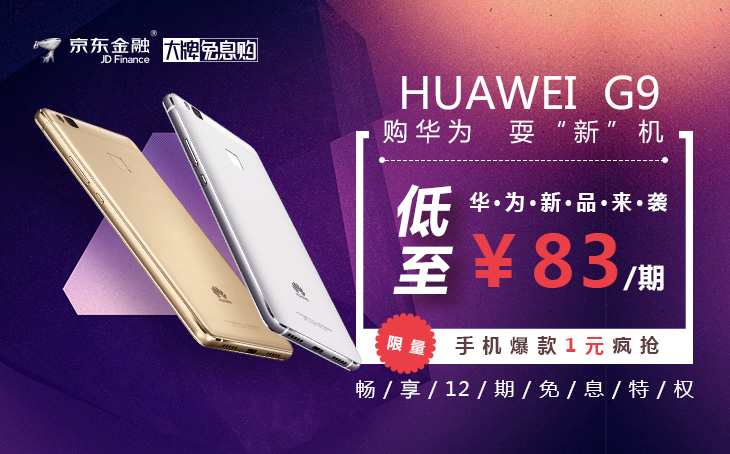 京东金融®
JD Finance
大牌免息购
HUAWEI G9
购华为 耍“新”机
华·为·新·品·来·袭
低至¥83/期
限量
手机爆款1元疯抢
畅/享/12/期/免/息/特/权
HUAWEI
HUAWEI